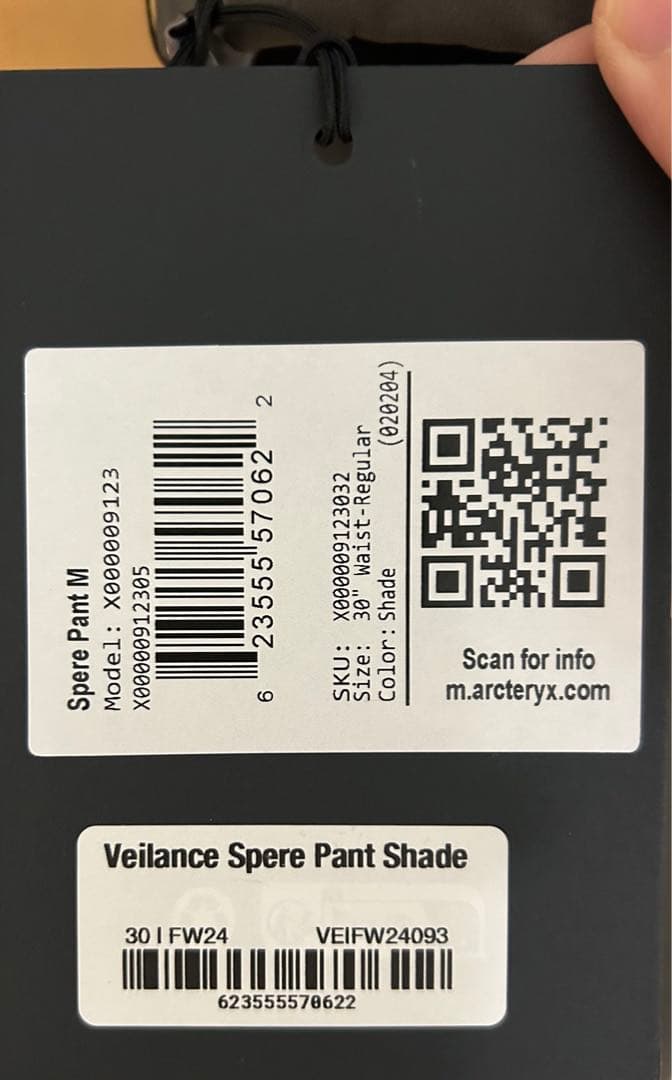 Spere Pant M
Model: X000009123
X00000912305
6 23555 57062 2
SKU: X000009123032
Size: 30" Waist-Regular
Color: Shade (020204)
Scan for info
m.arcteryx.com
Veilance Spere Pant Shade
30 I FW24 VEIFW24093
623555570622